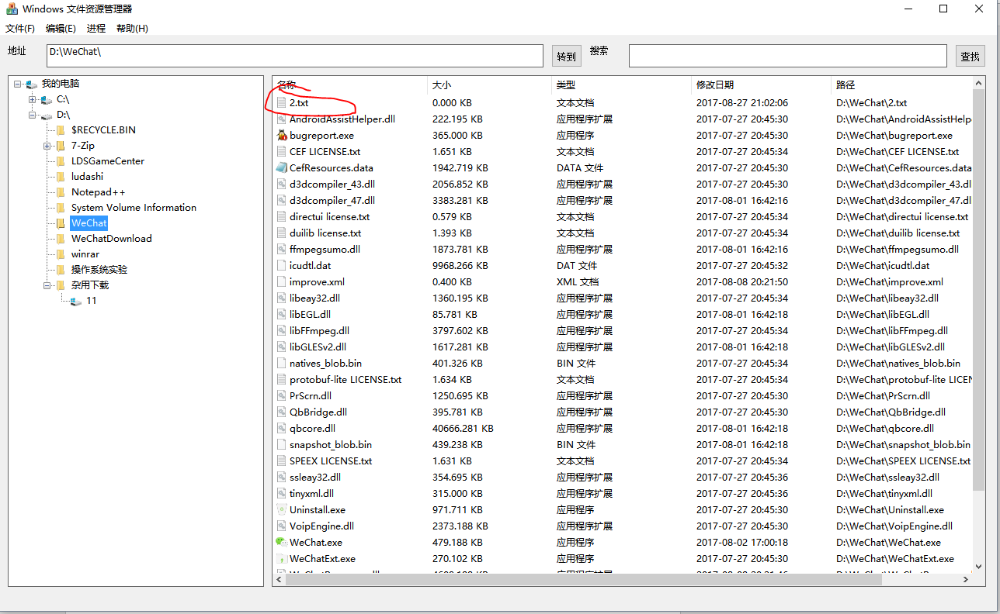 Windows 文件资源管理器
文件(F) 编辑(E) 进程 帮助(H)
地址 D:\WeChat\ 转到 搜索 查找
我的电脑
C:\
D:\
$RECYCLE.BIN
7-Zip
LDSGameCenter
ludashi
Notepad++
System Volume Information
WeChat
WeChatDownload
winrar
操作系统实验
杂用下载
11
名称 大小 类型 修改日期 路径
2.txt 0.000 KB 文本文档 2017-08-27 21:02:06 D:\WeChat\2.txt
AndroidAssistHelper.dll 222.195 KB 应用程序扩展 2017-07-27 20:45:30 D:\WeChat\AndroidAssistHelp
bugreport.exe 365.000 KB 应用程序 2017-07-27 20:45:30 D:\WeChat\bugreport.exe
CEF LICENSE.txt 1.651 KB 文本文档 2017-07-27 20:45:34 D:\WeChat\CEF LICENSE.txt
CefResources.data 1942.719 KB DATA 文件 2017-07-27 20:45:30 D:\WeChat\CefResources.data
d3dcompiler_43.dll 2056.852 KB 应用程序扩展 2017-07-27 20:45:30 D:\WeChat\d3dcompiler_43.dl
d3dcompiler_47.dll 3383.281 KB 应用程序扩展 2017-08-01 16:42:16 D:\WeChat\d3dcompiler_47.dl
directui license.txt 0.579 KB 文本文档 2017-07-27 20:45:34 D:\WeChat\directui license.txt
duilib license.txt 1.393 KB 文本文档 2017-07-27 20:45:34 D:\WeChat\duilib license.txt
ffmpegsumo.dll 1873.781 KB 应用程序扩展 2017-08-01 16:42:16 D:\WeChat\ffmpegsumo.dll
icudtl.dat 9968.266 KB DAT 文件 2017-07-27 20:45:32 D:\WeChat\icudtl.dat
improve.xml 0.400 KB XML 文档 2017-08-08 20:21:50 D:\WeChat\improve.xml
libeay32.dll 1360.195 KB 应用程序扩展 2017-07-27 20:45:34 D:\WeChat\libeay32.dll
libEGL.dll 85.781 KB 应用程序扩展 2017-08-01 16:42:18 D:\WeChat\libEGL.dll
libFFmpeg.dll 3797.602 KB 应用程序扩展 2017-07-27 20:45:34 D:\WeChat\libFFmpeg.dll
libGLESv2.dll 1617.281 KB 应用程序扩展 2017-08-01 16:42:18 D:\WeChat\libGLESv2.dll
natives_blob.bin 401.326 KB BIN 文件 2017-07-27 20:45:34 D:\WeChat\natives_blob.bin
protobuf-lite LICENSE.txt 1.634 KB 文本文档 2017-07-27 20:45:34 D:\WeChat\protobuf-lite LICEN
PrScrn.dll 1250.695 KB 应用程序扩展 2017-07-27 20:45:30 D:\WeChat\PrScrn.dll
QbBridge.dll 395.781 KB 应用程序扩展 2017-07-27 20:45:30 D:\WeChat\QbBridge.dll
qbcore.dll 40666.281 KB 应用程序扩展 2017-08-01 16:42:18 D:\WeChat\qbcore.dll
snapshot_blob.bin 439.238 KB BIN 文件 2017-08-01 16:42:18 D:\WeChat\snapshot_blob.bin
SPEEX LICENSE.txt 1.631 KB 文本文档 2017-07-27 20:45:34 D:\WeChat\SPEEX LICENSE.txt
ssleay32.dll 354.695 KB 应用程序扩展 2017-07-27 20:45:36 D:\WeChat\ssleay32.dll
tinyxml.dll 315.000 KB 应用程序扩展 2017-07-27 20:45:36 D:\WeChat\tinyxml.dll
Uninstall.exe 971.711 KB 应用程序 2017-07-27 20:45:30 D:\WeChat\Uninstall.exe
VoipEngine.dll 2373.188 KB 应用程序扩展 2017-07-27 20:45:30 D:\WeChat\VoipEngine.dll
WeChat.exe 479.188 KB 应用程序 2017-08-02 17:00:18 D:\WeChat\WeChat.exe
WeChatExt.exe 270.102 KB 应用程序 2017-07-27 20:45:30 D:\WeChat\WeChatExt.exe